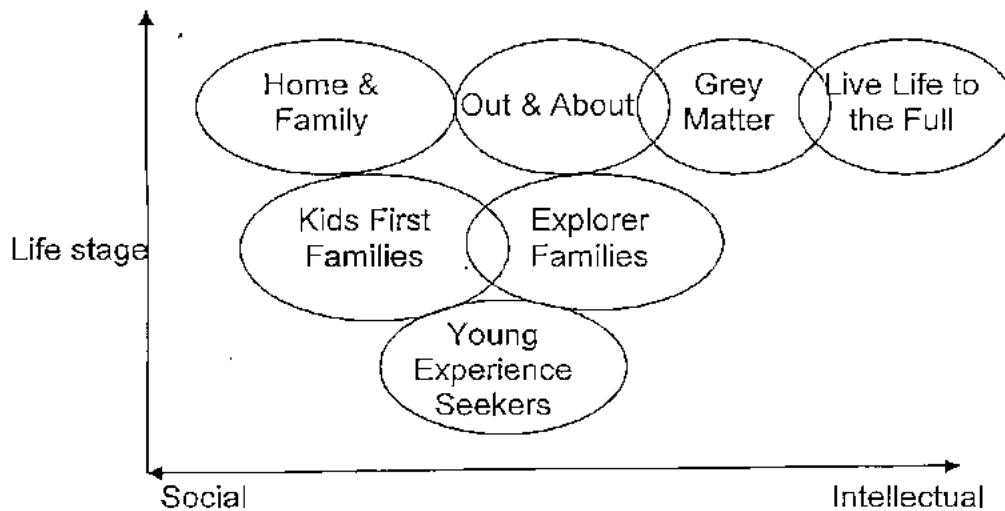 Home &
Family
Out & About
Grey
Matter
Live Life to
the Full
Life stage
Kids First
Families
Explorer
Families
Young
Experience
Seekers
Social
Intellectual